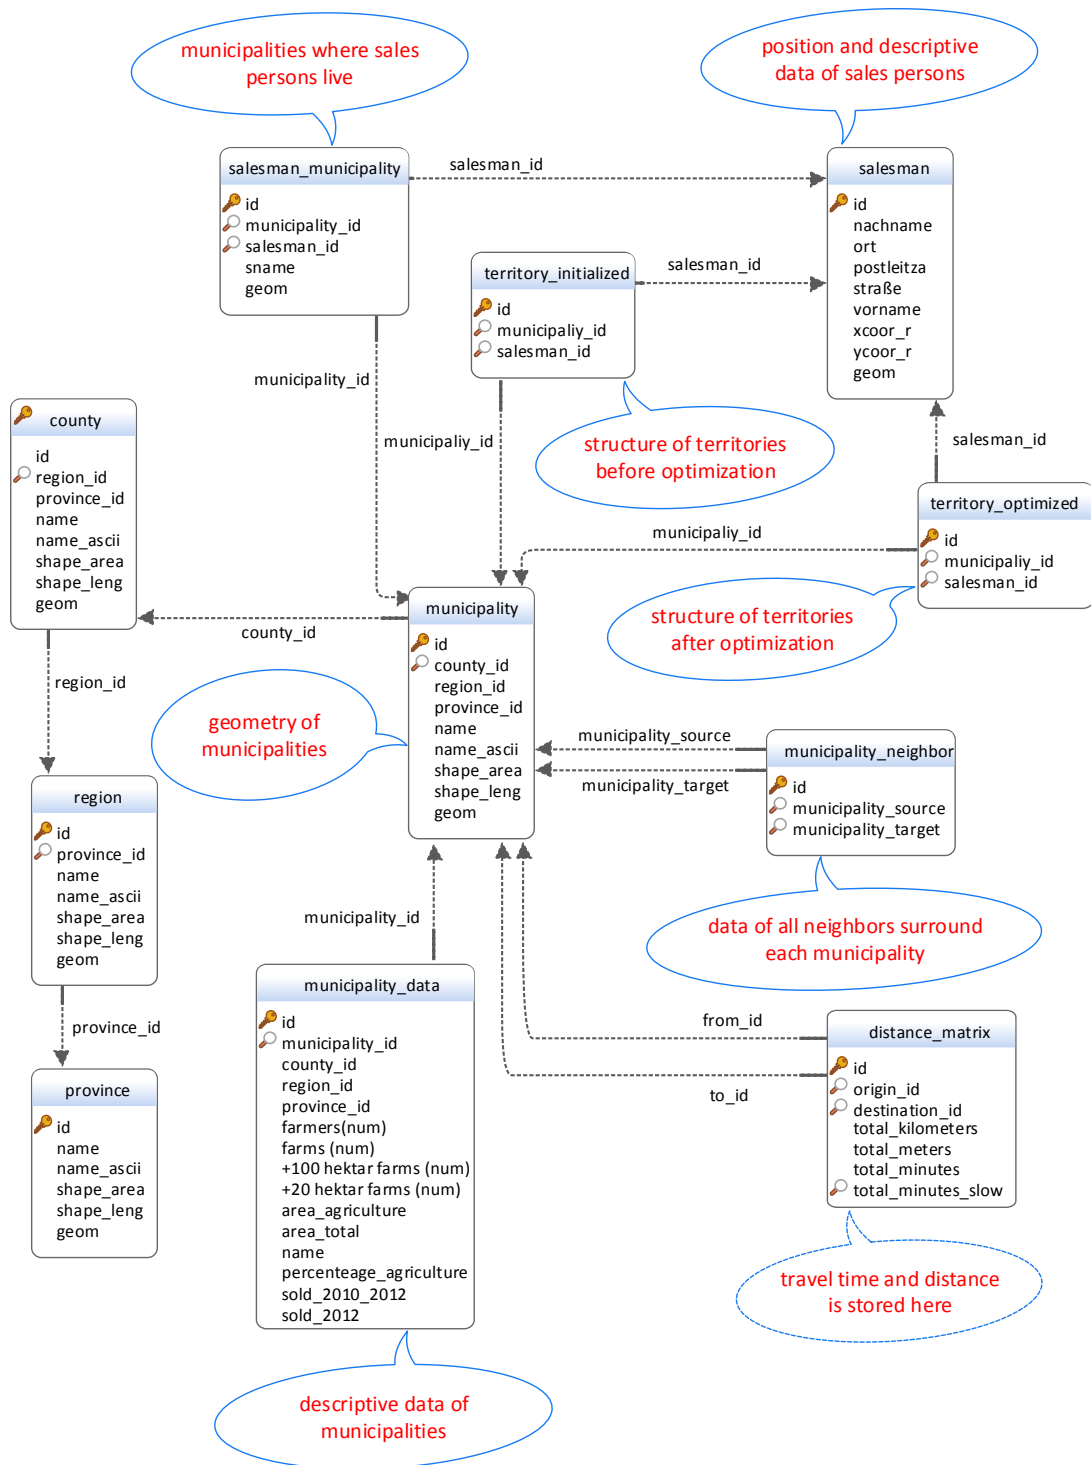 municipalities where sales
persons live
position and descriptive
data of sales persons
salesman_municipality
id
municipality_id
salesman_id
sname
geom
salesman_id
salesman
id
nachname
ort
postleitza
straße
vorname
xcoor_r
ycoor_r
geom
territory_initialized
id
municipaliy_id
salesman_id
salesman_id
municipality_id
municipaliy_id
structure of territories
before optimization
salesman_id
county
id
region_id
province_id
name
name_ascii
shape_area
shape_leng
geom
territory_optimized
id
municipaliy_id
salesman_id
municipaliy_id
structure of territories
after optimization
county_id
municipality
id
county_id
region_id
province_id
name
name_ascii
shape_area
shape_leng
geom
region_id
geometry of
municipalities
municipality_source
municipality_target
municipality_neighbor
id
municipality_source
municipality_target
region
id
province_id
name
name_ascii
shape_area
shape_leng
geom
data of all neighbors surround
each municipality
municipality_id
municipality_data
id
municipality_id
county_id
region_id
province_id
farmers(num)
farms (num)
+100 hektar farms (num)
+20 hektar farms (num)
area_agriculture
area_total
name
percenteage_agriculture
sold_2010_2012
sold_2012
province_id
province
id
name
name_ascii
shape_area
shape_leng
geom
from_id
to_id
distance_matrix
id
origin_id
destination_id
total_kilometers
total_meters
total_minutes
total_minutes_slow
travel time and distance
is stored here
descriptive data of
municipalities